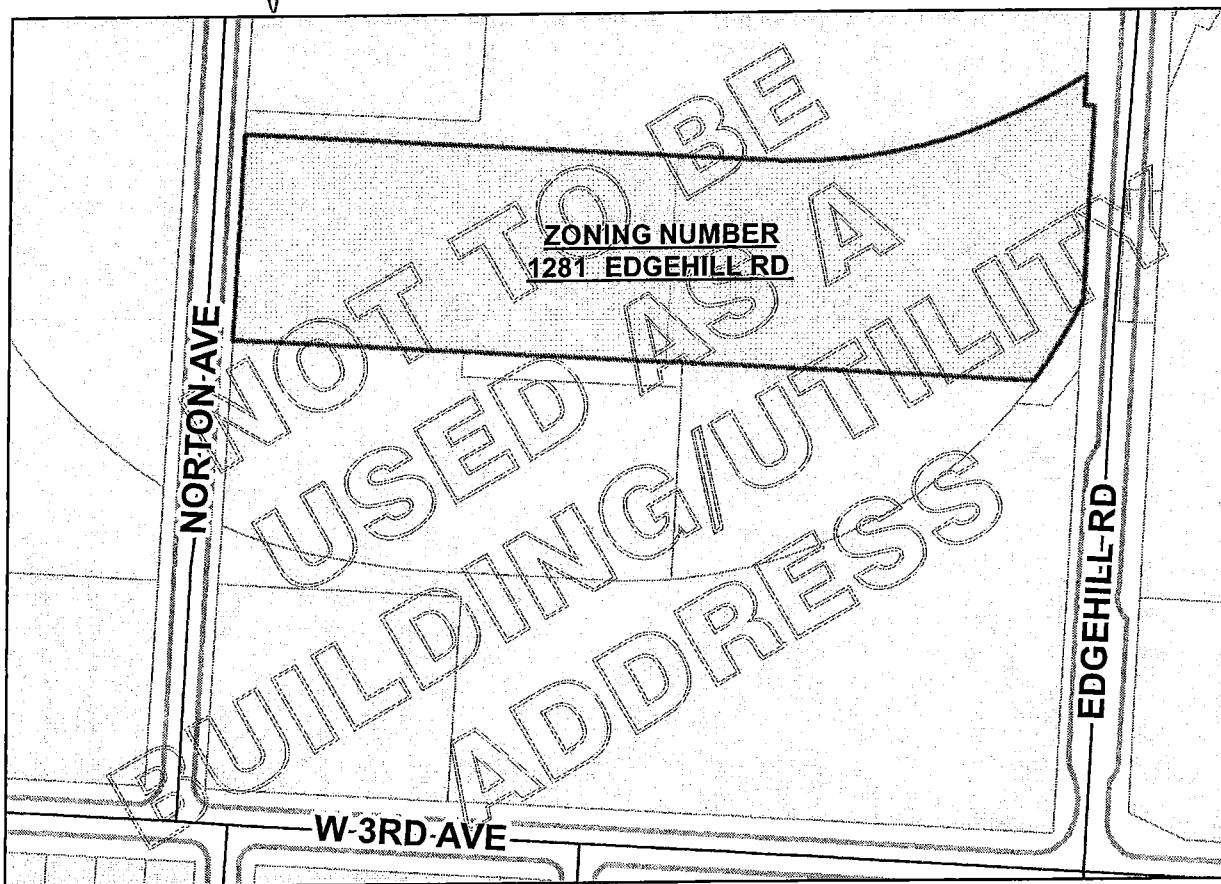 ZONING NUMBER
1281 EDGEHILL RD
NORTON AVE
EDGEHILL RD
W 3RD AVE
NOT TO BE
USED AS A
BUILDING/UTILITY
ADDRESS